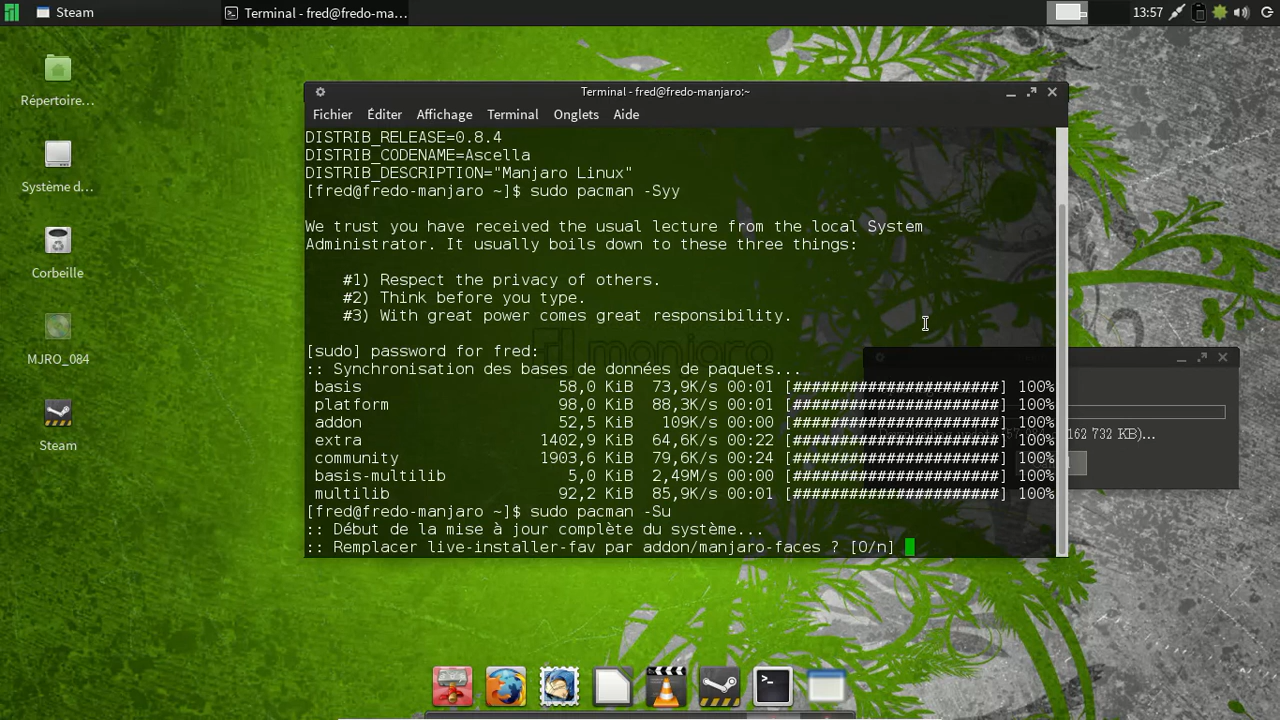 Steam
Terminal - fred@fredo-ma...
13:57
Répertoire...
Système d...
Corbeille
MJRO_084
Steam
Terminal - fred@fredo-manjaro:~
Fichier Éditer Affichage Terminal Onglets Aide
DISTRIB_RELEASE=0.8.4
DISTRIB_CODENAME=Ascella
DISTRIB_DESCRIPTION="Manjaro Linux"
[fred@fredo-manjaro ~]$ sudo pacman -Syy
We trust you have received the usual lecture from the local System
Administrator. It usually boils down to these three things:
#1) Respect the privacy of others.
#2) Think before you type.
#3) With great power comes great responsibility.
[sudo] password for fred:
:: Synchronisation des bases de données de paquets...
basis 58,0 KiB 73,9K/s 00:01 [######################] 100%
platform 98,0 KiB 88,3K/s 00:01 [######################] 100%
addon 52,5 KiB 109K/s 00:00 [######################] 100%
extra 1402,9 KiB 64,6K/s 00:22 [######################] 100%
community 1903,6 KiB 79,6K/s 00:24 [######################] 100%
basis-multilib 5,0 KiB 2,49M/s 00:00 [######################] 100%
multilib 92,2 KiB 85,9K/s 00:01 [######################] 100%
[fred@fredo-manjaro ~]$ sudo pacman -Su
:: Début de la mise à jour complète du système...
:: Remplacer live-installer-fav par addon/manjaro-faces ? [O/n]
manjaro
162 732 KB)...